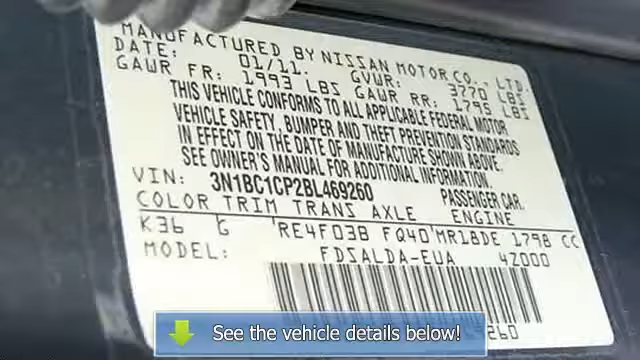 MANUFACTURED BY NISSAN MOTOR CO., LTD.
DATE: 01/11. GVWR: 3770 LBS
GAWR FR: 1993 LBS GAWR RR: 1795 LBS
THIS VEHICLE CONFORMS TO ALL APPLICABLE FEDERAL MOTOR
VEHICLE SAFETY, BUMPER AND THEFT PREVENTION STANDARDS
IN EFFECT ON THE DATE OF MANUFACTURE SHOWN ABOVE.
SEE OWNER'S MANUAL FOR ADDITIONAL INFORMATION.
VIN: 3N1BC1CP2BL469260 PASSENGER CAR.
COLOR TRIM TRANS AXLE ENGINE
K36 G RE4F03B FQ40 MR18DE 1798 CC
MODEL: FDSALDA-EUA 42000
See the vehicle details below!